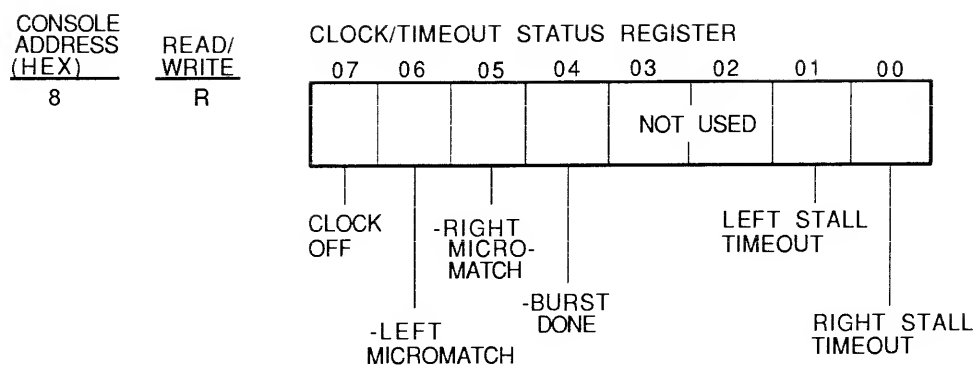 CONSOLE
ADDRESS
(HEX)
READ/
WRITE
8
R
CLOCK/TIMEOUT STATUS REGISTER
07 06 05 04 03 02 01 00
NOT USED
CLOCK
OFF
-LEFT
MICROMATCH
-RIGHT
MICRO-
MATCH
-BURST
DONE
LEFT STALL
TIMEOUT
RIGHT STALL
TIMEOUT